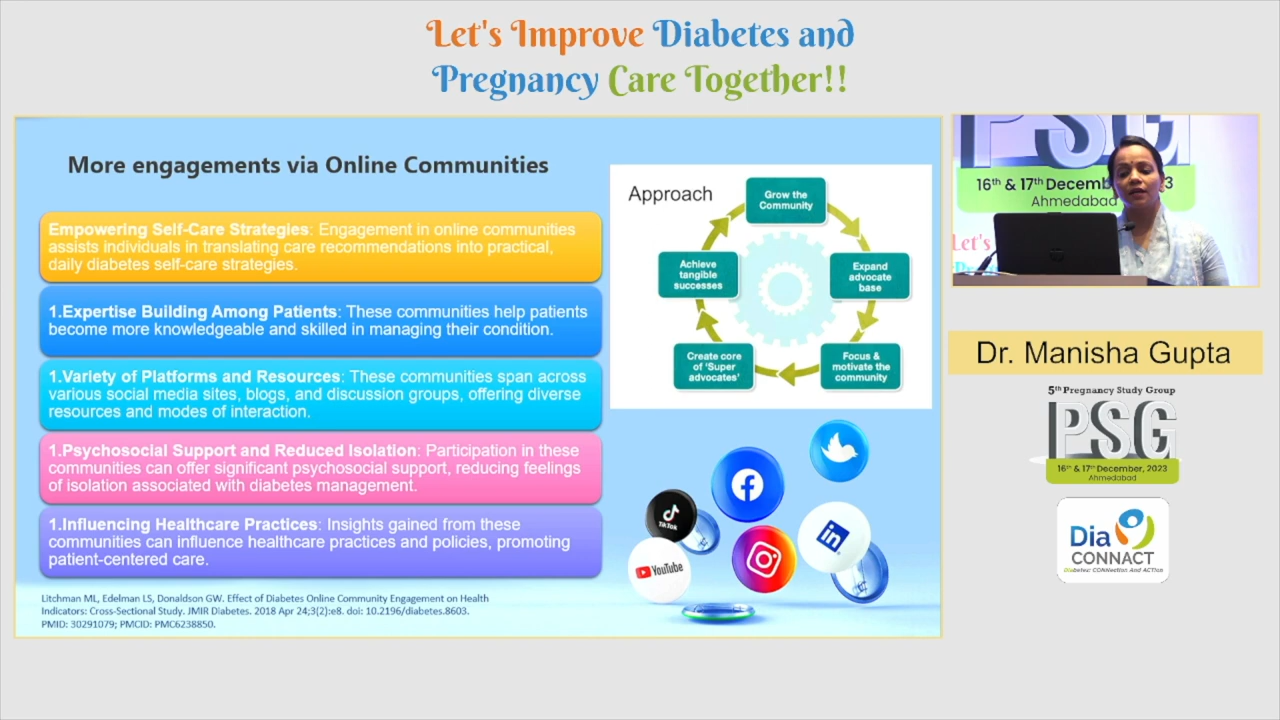 Let's Improve Diabetes and
Pregnancy Care Together!!
More engagements via Online Communities
Empowering Self-Care Strategies: Engagement in online communities
assists individuals in translating care recommendations into practical,
daily diabetes self-care strategies.
1.Expertise Building Among Patients: These communities help patients
become more knowledgeable and skilled in managing their condition.
1.Variety of Platforms and Resources: These communities span across
various social media sites, blogs, and discussion groups, offering diverse
resources and modes of interaction.
1.Psychosocial Support and Reduced Isolation: Participation in these
communities can offer significant psychosocial support, reducing feelings
of isolation associated with diabetes management.
1.Influencing Healthcare Practices: Insights gained from these
communities can influence healthcare practices and policies, promoting
patient-centered care.
Litchman ML, Edelman LS, Donaldson GW. Effect of Diabetes Online Community Engagement on Health
Indicators: Cross-Sectional Study. JMIR Diabetes. 2018 Apr 24;3(2):e8. doi: 10.2196/diabetes.8603.
PMID: 30291079; PMCID: PMC6238850.
Approach
Grow the
Community
Expand
advocate
base
Focus &
motivate the
community
Create core
of 'Super
advocates'
Achieve
tangible
successes
TikTok
YouTube
in
PSG
16th & 17th Decemb 3
Ahmedabad
Let's
Dr. Manisha Gupta
5th Pregnancy Study Group
PSG
16th & 17th December, 2023
Ahmedabad
Dia
CONNACT
Diabetes: CONNection And ACTion